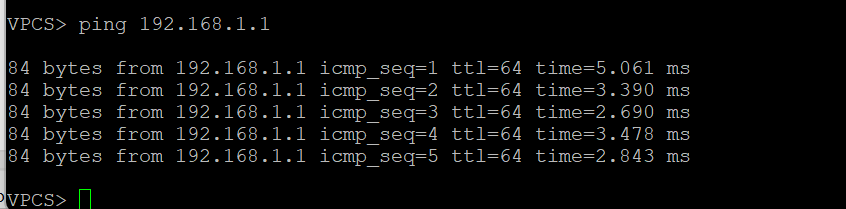 VPCS> ping 192.168.1.1
84 bytes from 192.168.1.1 icmp_seq=1 ttl=64 time=5.061 ms
84 bytes from 192.168.1.1 icmp_seq=2 ttl=64 time=3.390 ms
84 bytes from 192.168.1.1 icmp_seq=3 ttl=64 time=2.690 ms
84 bytes from 192.168.1.1 icmp_seq=4 ttl=64 time=3.478 ms
84 bytes from 192.168.1.1 icmp_seq=5 ttl=64 time=2.843 ms
VPCS>